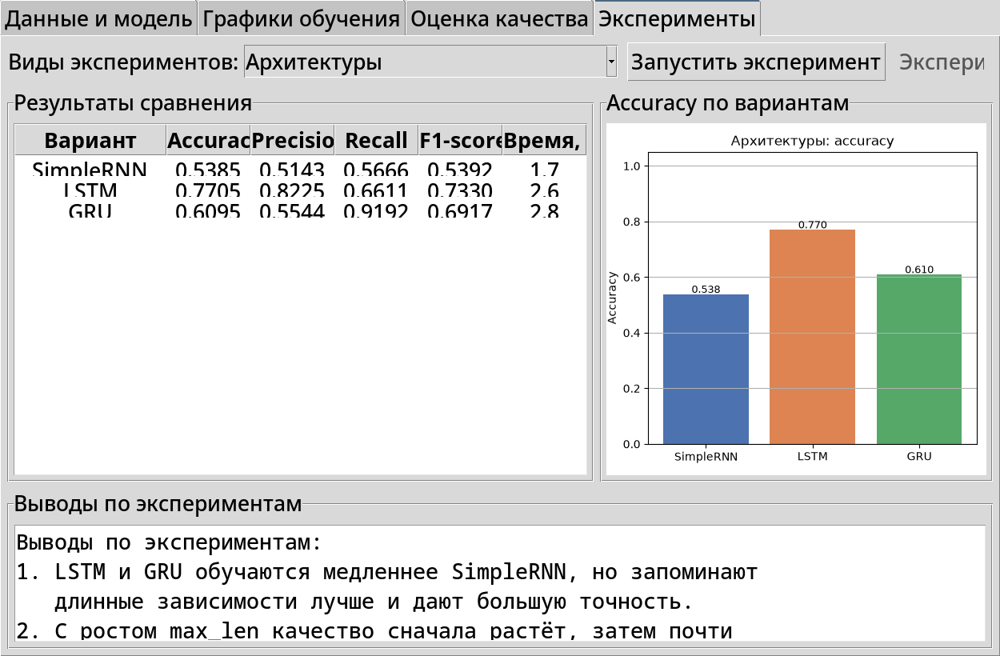 Данные и модель Графики обучения Оценка качества Эксперименты
Виды экспериментов: Архитектуры Запустить эксперимент Экспери
Результаты сравнения
Вариант Accurac Precisio Recall F1-score Время,
SimpleRNN 0.5385 0.5143 0.5666 0.5392 1.7
LSTM 0.7705 0.8225 0.6611 0.7330 2.6
GRU 0.6095 0.5544 0.9192 0.6917 2.8
Accuracy по вариантам
Архитектуры: accuracy
1.0
0.8
0.6
0.4
0.2
0.0
Accuracy
0.538
0.770
0.610
SimpleRNN LSTM GRU
Выводы по экспериментам
Выводы по экспериментам:
1. LSTM и GRU обучаются медленнее SimpleRNN, но запоминают
длинные зависимости лучше и дают большую точность.
2. С ростом max_len качество сначала растёт, затем почти